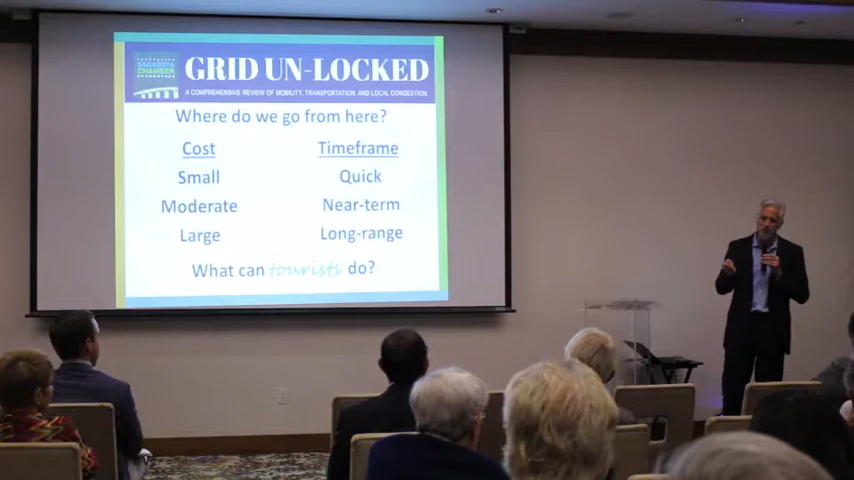 SARASOTA
CHAMBER
GRID UN-LOCKED
A COMPREHENSIVE REVIEW OF MOBILITY, TRANSPORTATION, AND LOCAL CONGESTION.
Where do we go from here?
Cost Timeframe
Small Quick
Moderate Near-term
Large Long-range
What can tourists do?